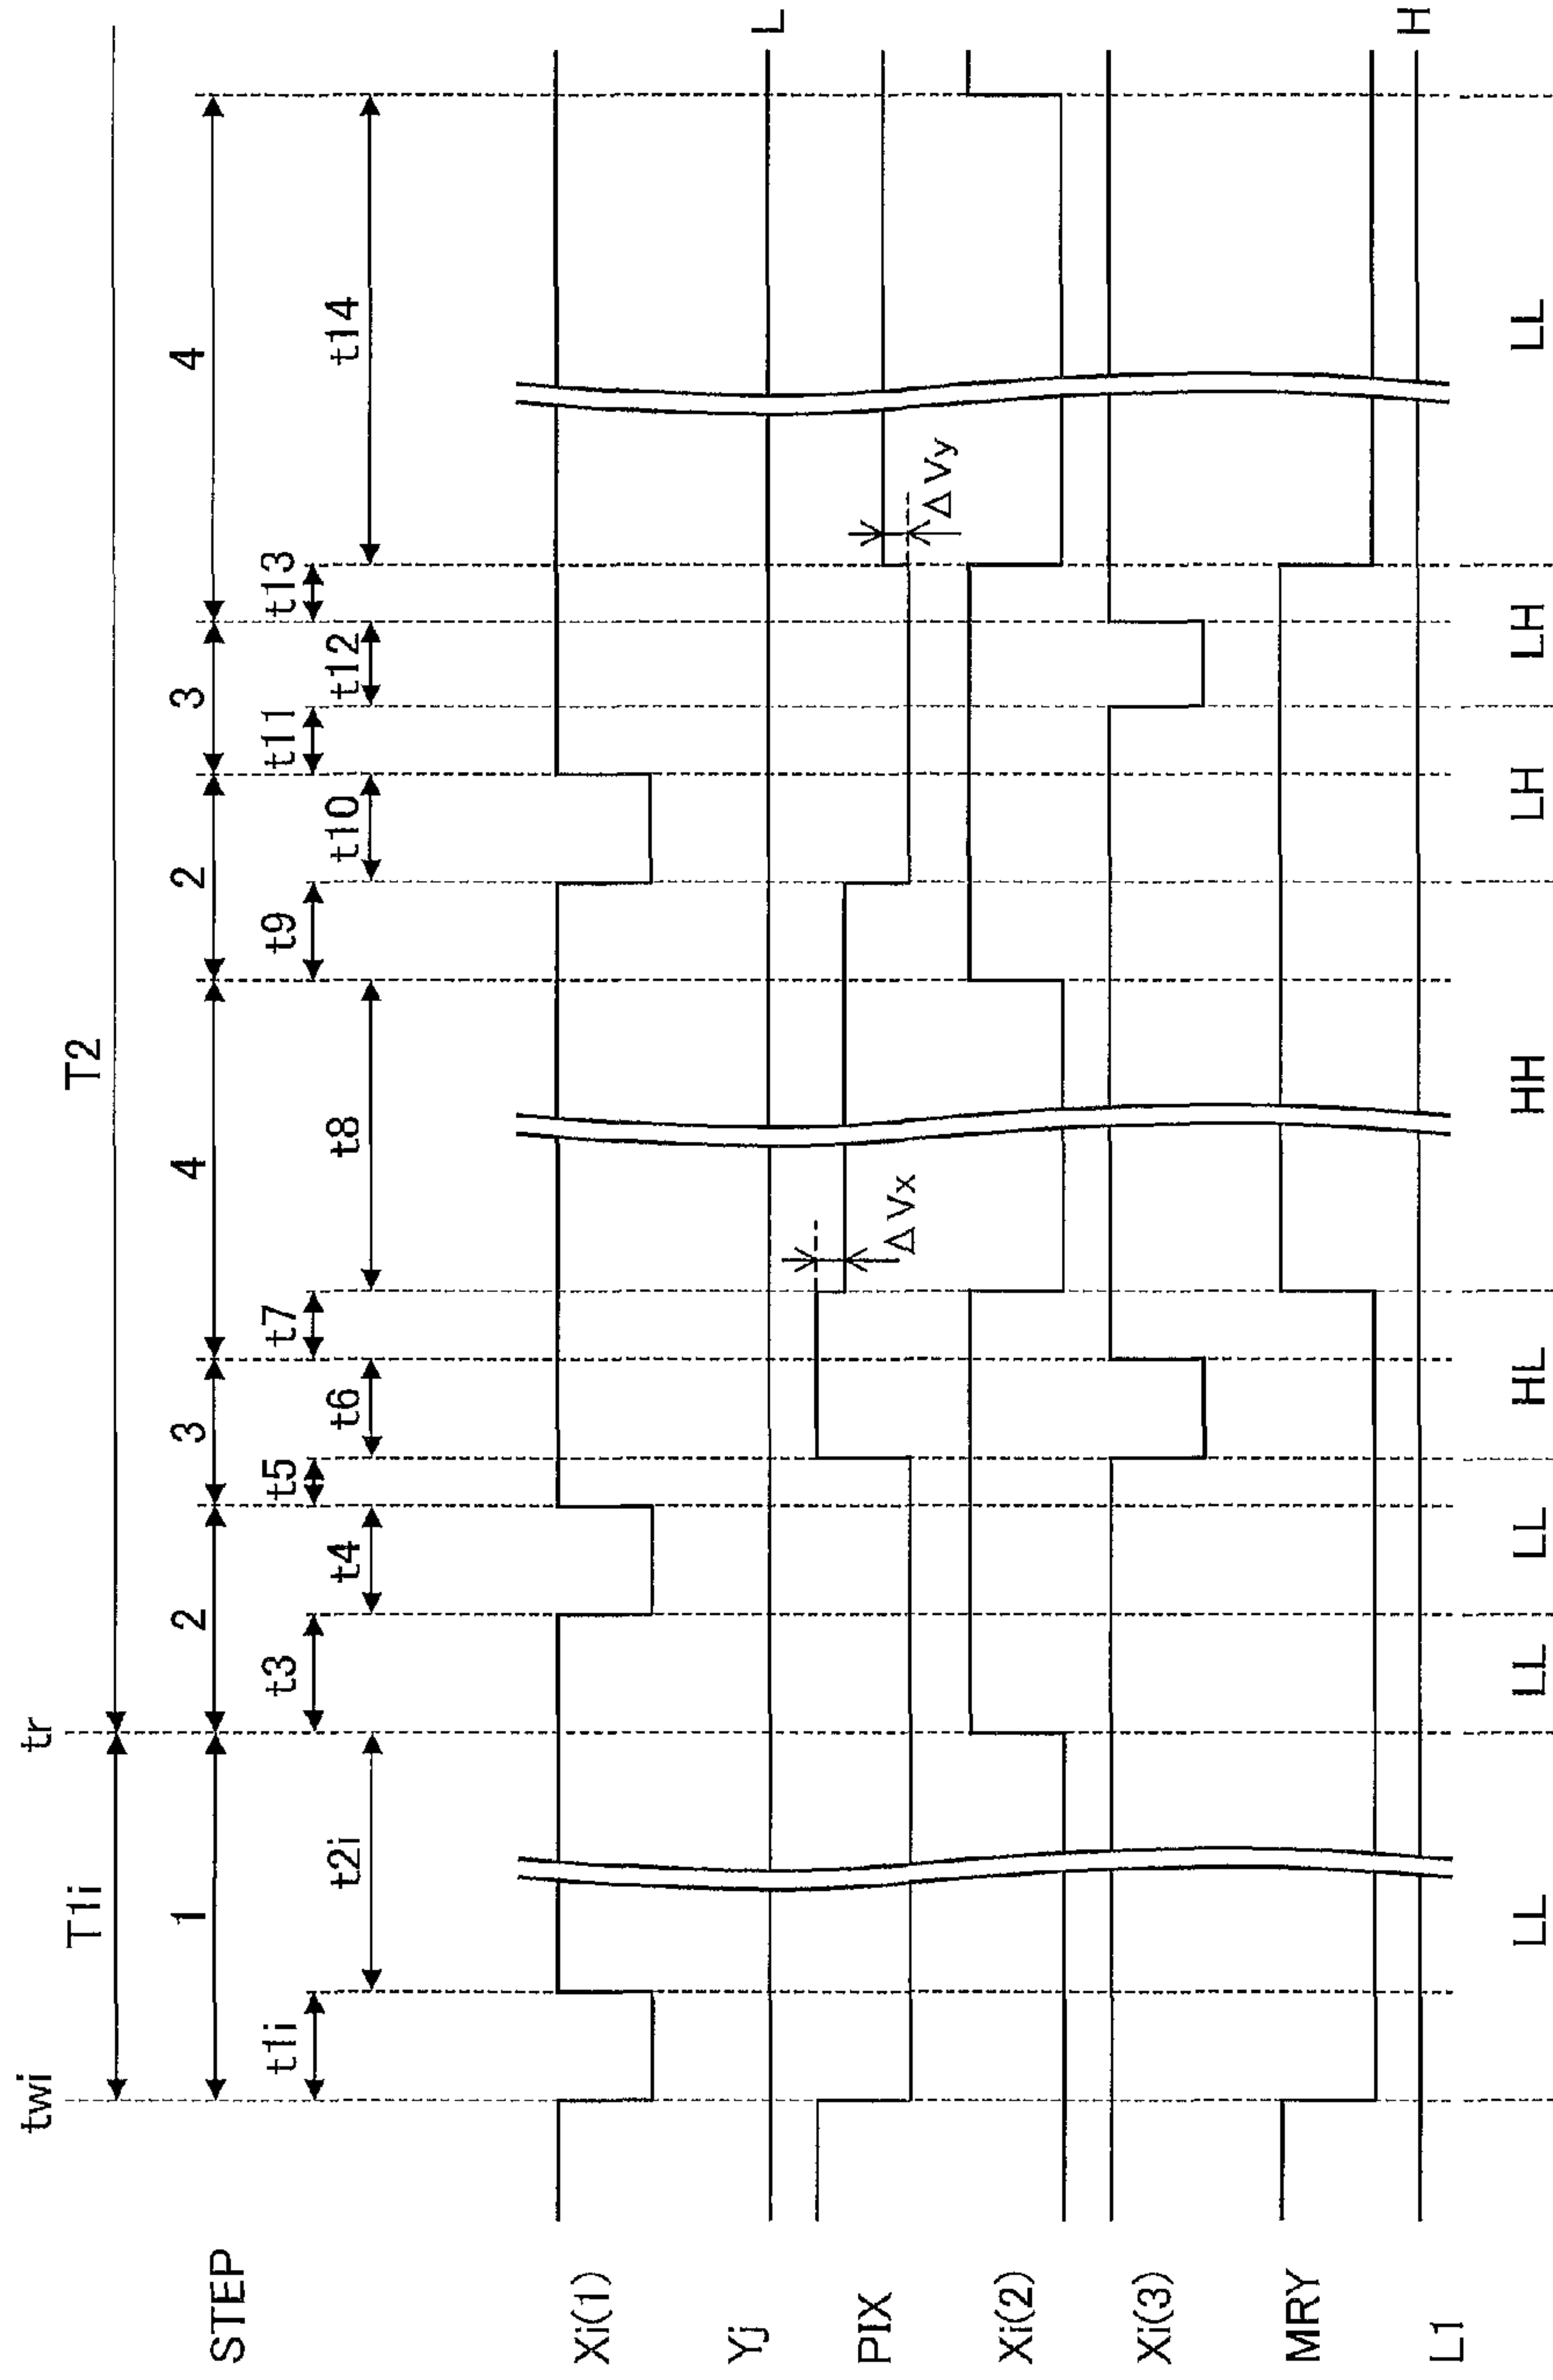 twi tr
T1i T2
STEP 1 2 3 4 2 3 4
t1i t3 t5 t7 t9 t11 t13
t2i t4 t6 t8 t10 t12 t14
Xi(1)
Yj L
PIX ΔVx ΔVy
Xi(2)
Xi(3)
MRY
L1 H
LL LL LL HL HH LH LH LL